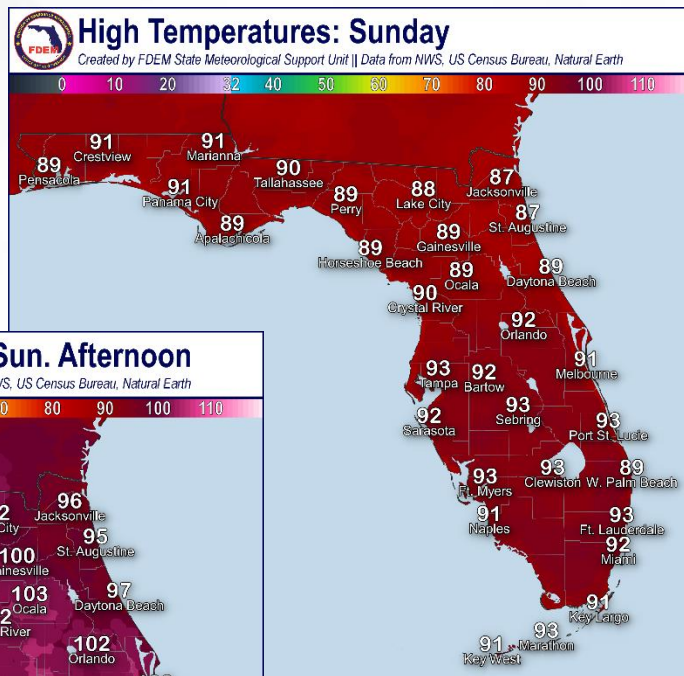 FDEM
High Temperatures: Sunday
Created by FDEM State Meteorological Support Unit || Data from NWS, US Census Bureau, Natural Earth
0 10 20 32 40 50 60 70 80 90 100 110
91 Crestview
91 Marianna
89 Pensacola
91 Panama City
90 Tallahassee
89 Apalachicola
89 Perry
88 Lake City
87 Jacksonville
87 St. Augustine
89 Horseshoe Beach
89 Gainesville
89 Ocala
89 Daytona Beach
90 Crystal River
92 Orlando
93 Tampa
92 Bartow
91 Melbourne
92 Sarasota
93 Sebring
93 Port St. Lucie
93 Ft. Myers
93 Clewiston
89 W. Palm Beach
91 Naples
93 Ft. Lauderdale
92 Miami
91 Key Largo
93 Marathon
91 Key West
Sun. Afternoon
WS, US Census Bureau, Natural Earth
0 80 90 100 110
96 Jacksonville
2 City
95 St. Augustine
100 ainesville
103 Ocala
97 Daytona Beach
2 River
102 Orlando